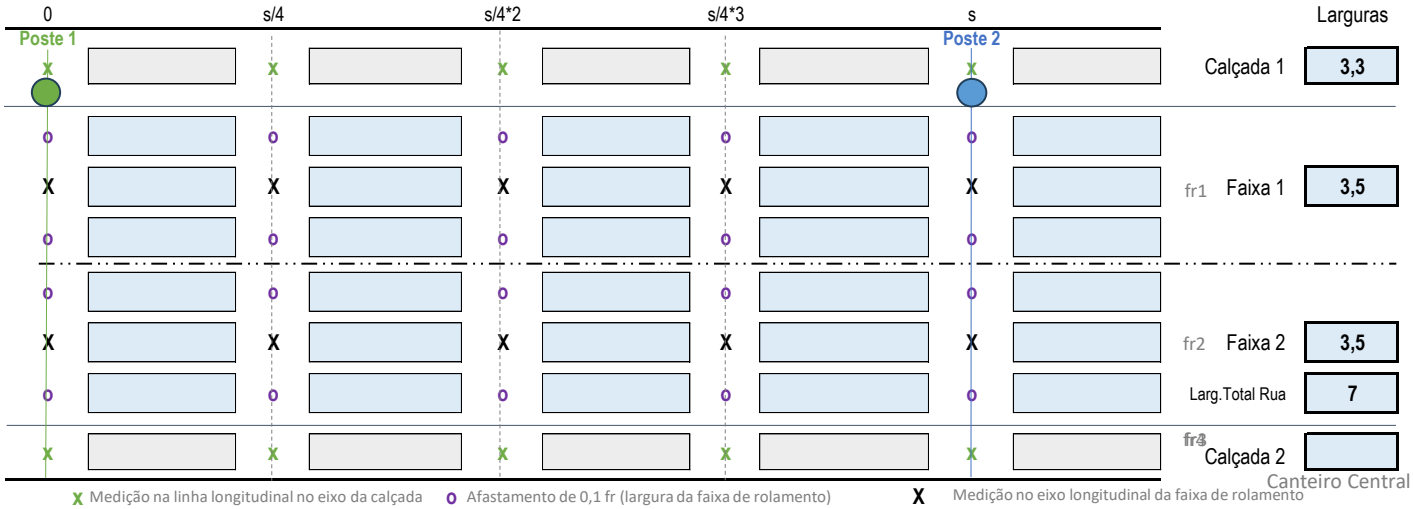 0 s/4 s/4*2 s/4*3 s Larguras
Poste 1 Poste 2
x x x x x Calçada 1 3,3
o o o o o
X X X X X fr1 Faixa 1 3,5
o o o o o
o o o o o
X X X X X fr2 Faixa 2 3,5
o o o o o Larg.Total Rua 7
x x x x x Calçada 2
Canteiro Central
x Medição na linha longitudinal no eixo da calçada o Afastamento de 0,1 fr (largura da faixa de rolamento) X Medição no eixo longitudinal da faixa de rolamento